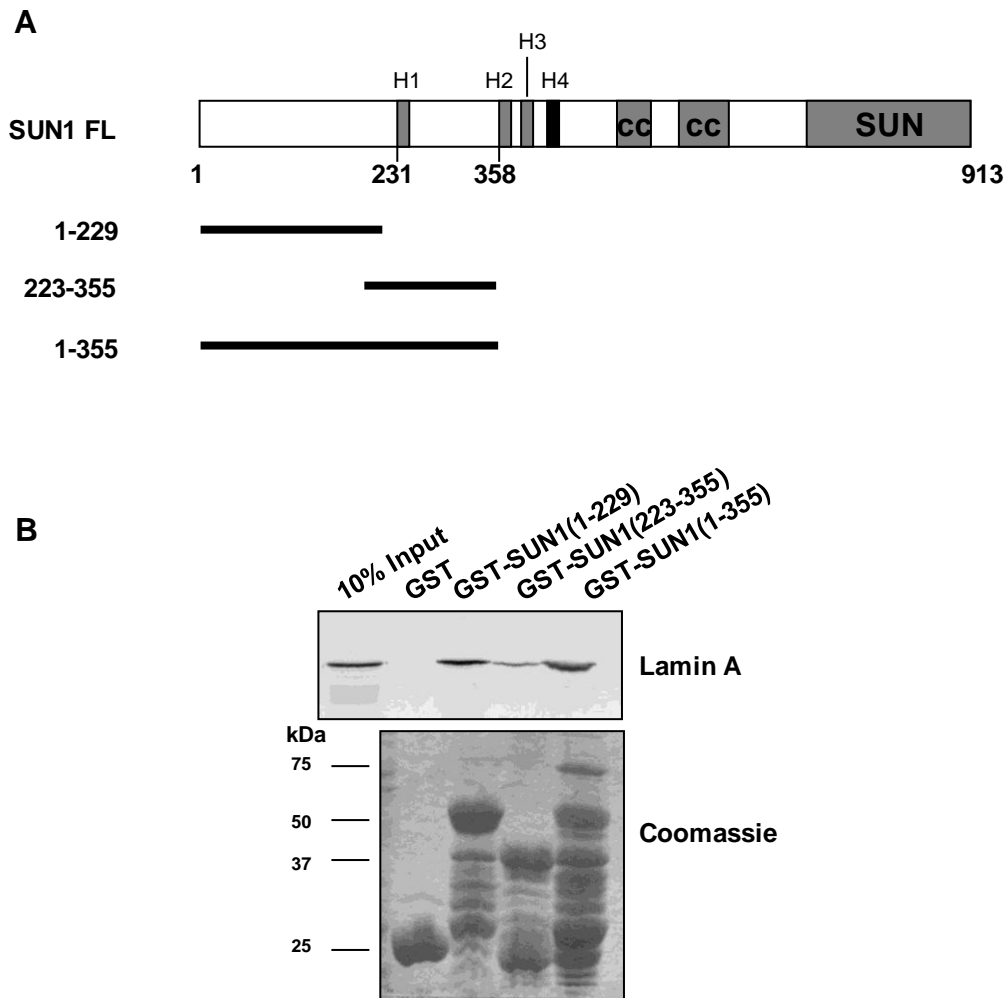 A
H3
H1 H2 H4
SUN1 FL
cc cc SUN
1 231 358 913
1-229
223-355
1-355
B
10% Input
GST
GST-SUN1(1-229)
GST-SUN1(223-355)
GST-SUN1(1-355)
Lamin A
kDa
75
50
37
25
Coomassie